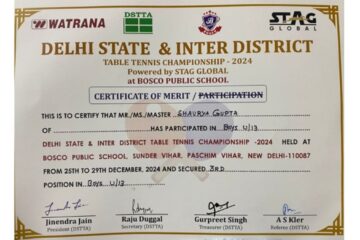 WATRANA
DSTTA
STAG
GLOBAL
DELHI STATE & INTER DISTRICT
TABLE TENNIS CHAMPIONSHIP - 2024
Powered by STAG GLOBAL
at BOSCO PUBLIC SCHOOL
CERTIFICATE OF MERIT / PARTICIPATION
THIS IS TO CERTIFY THAT MR./MS./MASTER SHAURYA GUPTA
OF HAS PARTICIPATED IN BOYS U/13
DELHI STATE & INTER DISTRICT TABLE TENNIS CHAMPIONSHIP -2024 HELD AT
BOSCO PUBLIC SCHOOL, SUNDER VIHAR, PASCHIM VIHAR, NEW DELHI-110087
FROM 25TH TO 29TH DECEMBER, 2024 AND SECURED 3RD
POSITION IN BOYS U/13
Jinendra Jain
President (DSTTA)
Raju Duggal
Secretary (DSTTA)
Gurpreet Singh
Treasurer (DSTTA)
A S Kler
Referee (DSTTA)